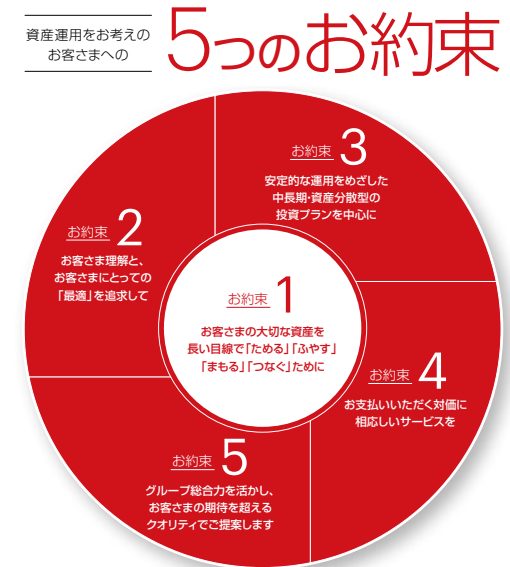 資産運用をお考えの
お客さまへの
5つのお約束
お約束 1
お客さまの大切な資産を
長い目線で「ためる」「ふやす」
「まもる」「つなぐ」ために
お約束 2
お客さま理解と、
お客さまにとっての
「最適」を追求して
お約束 3
安定的な運用をめざした
中長期・資産分散型の
投資プランを中心に
お約束 4
お支払いいただく対価に
相応しいサービスを
お約束 5
グループ総合力を活かし、
お客さまの期待を超える
クオリティでご提案します